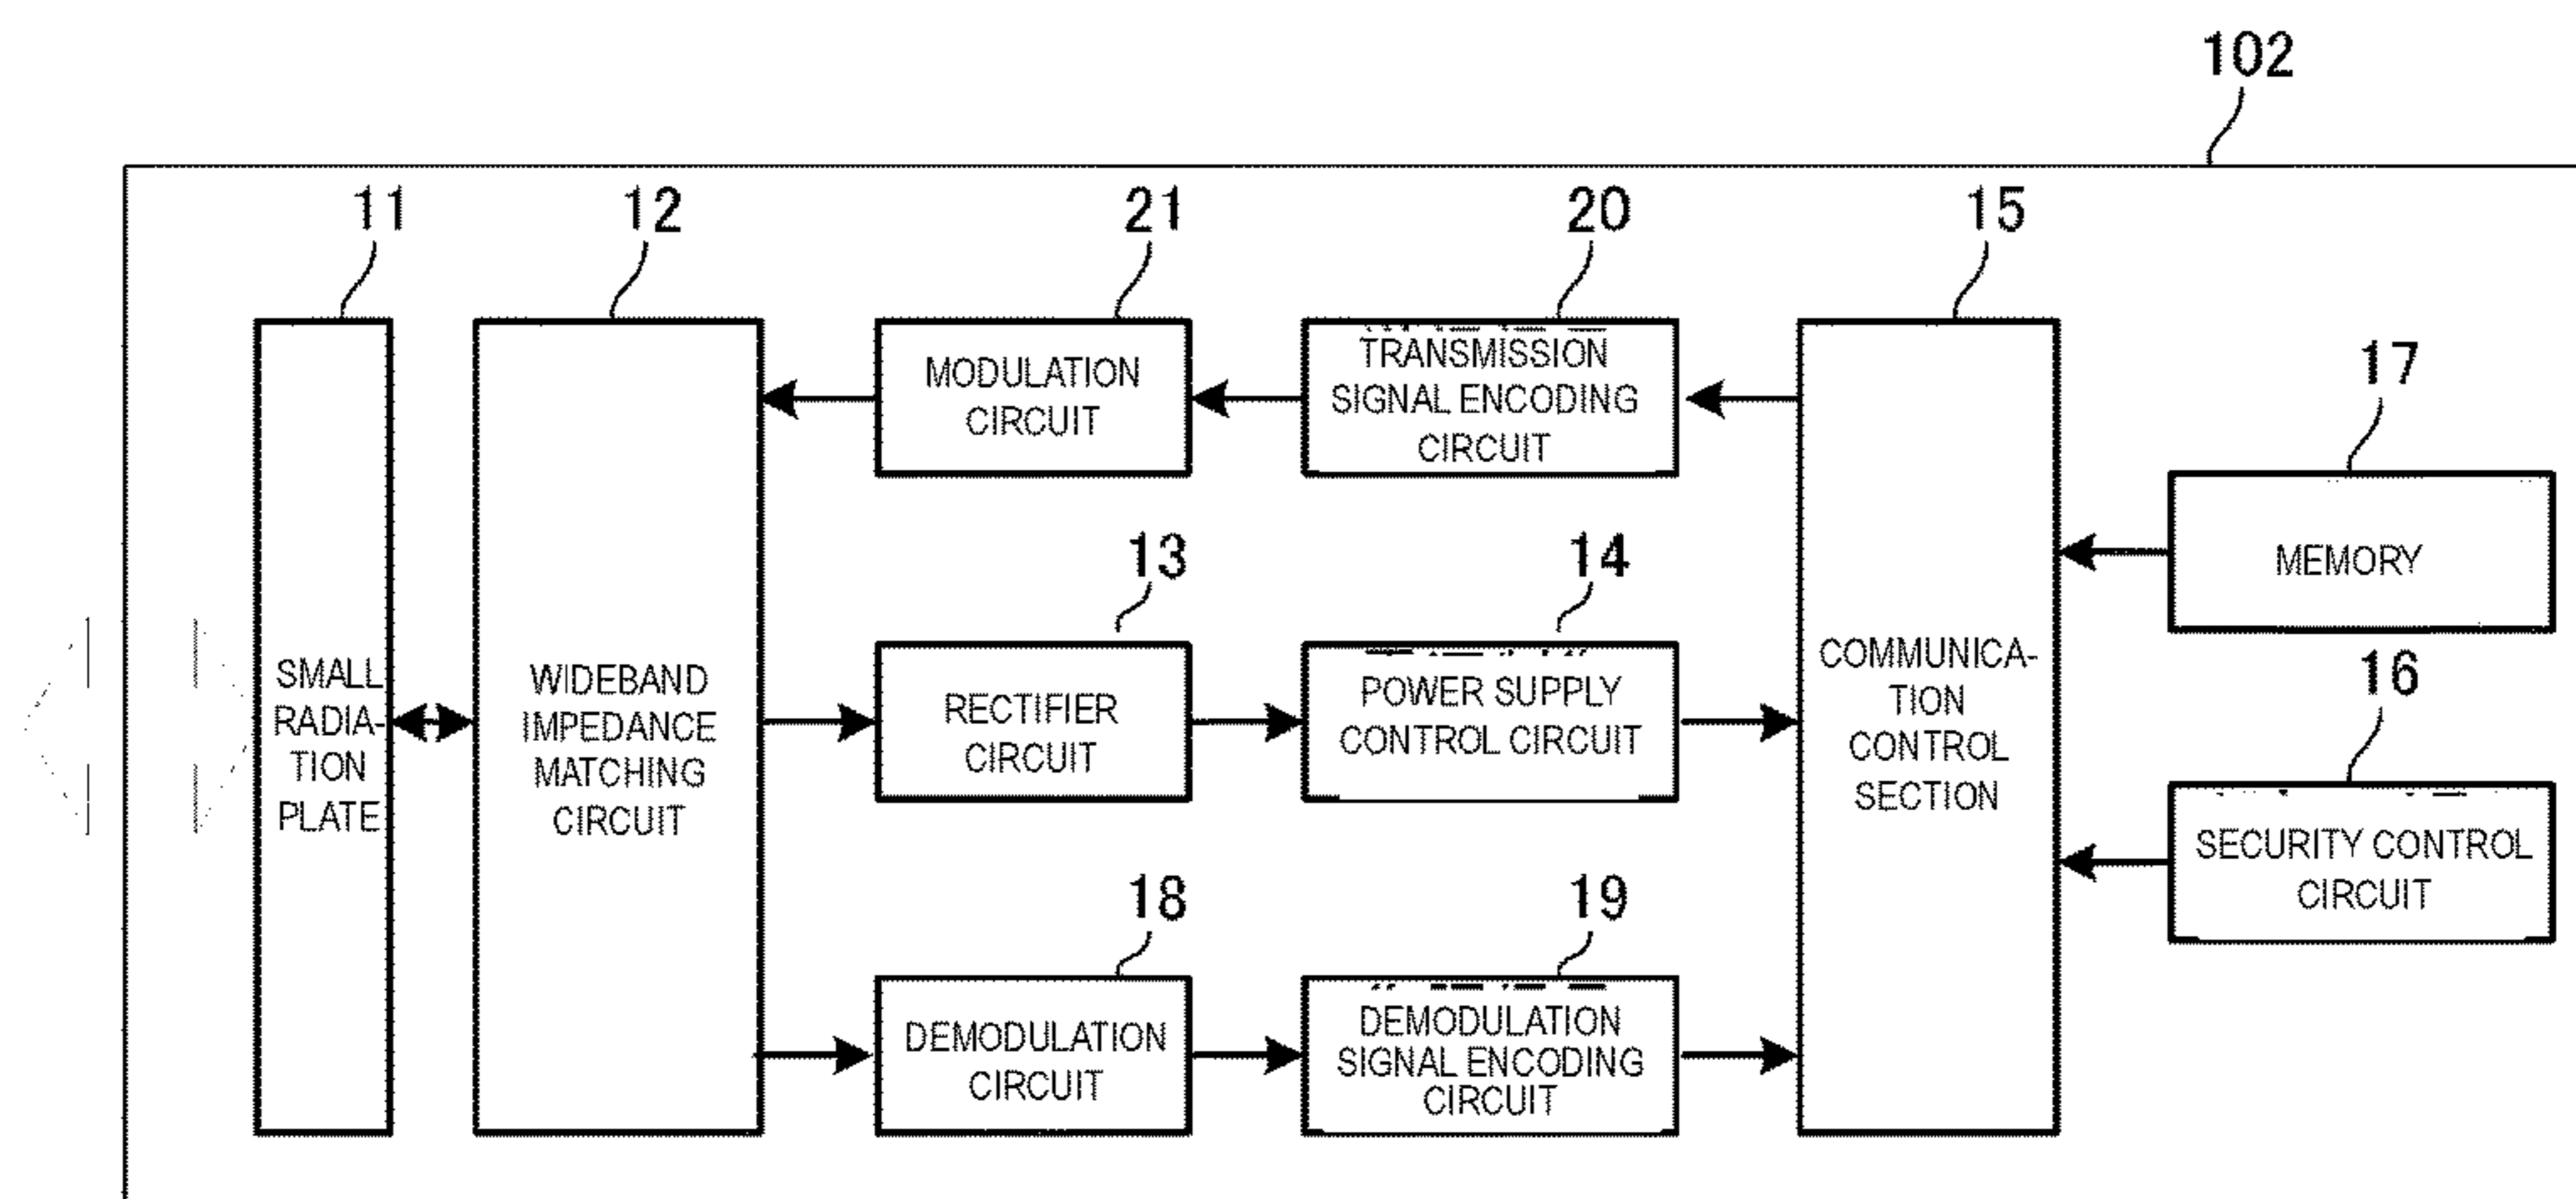 102
11
12
21
20
15
17
13
14
16
18
19
SMALL
RADIA-
TION
PLATE
WIDEBAND
IMPEDANCE
MATCHING
CIRCUIT
MODULATION
CIRCUIT
TRANSMISSION
SIGNAL ENCODING
CIRCUIT
RECTIFIER
CIRCUIT
POWER SUPPLY
CONTROL CIRCUIT
DEMODULATION
CIRCUIT
DEMODULATION
SIGNAL ENCODING
CIRCUIT
COMMUNICA-
TION
CONTROL
SECTION
MEMORY
SECURITY CONTROL
CIRCUIT